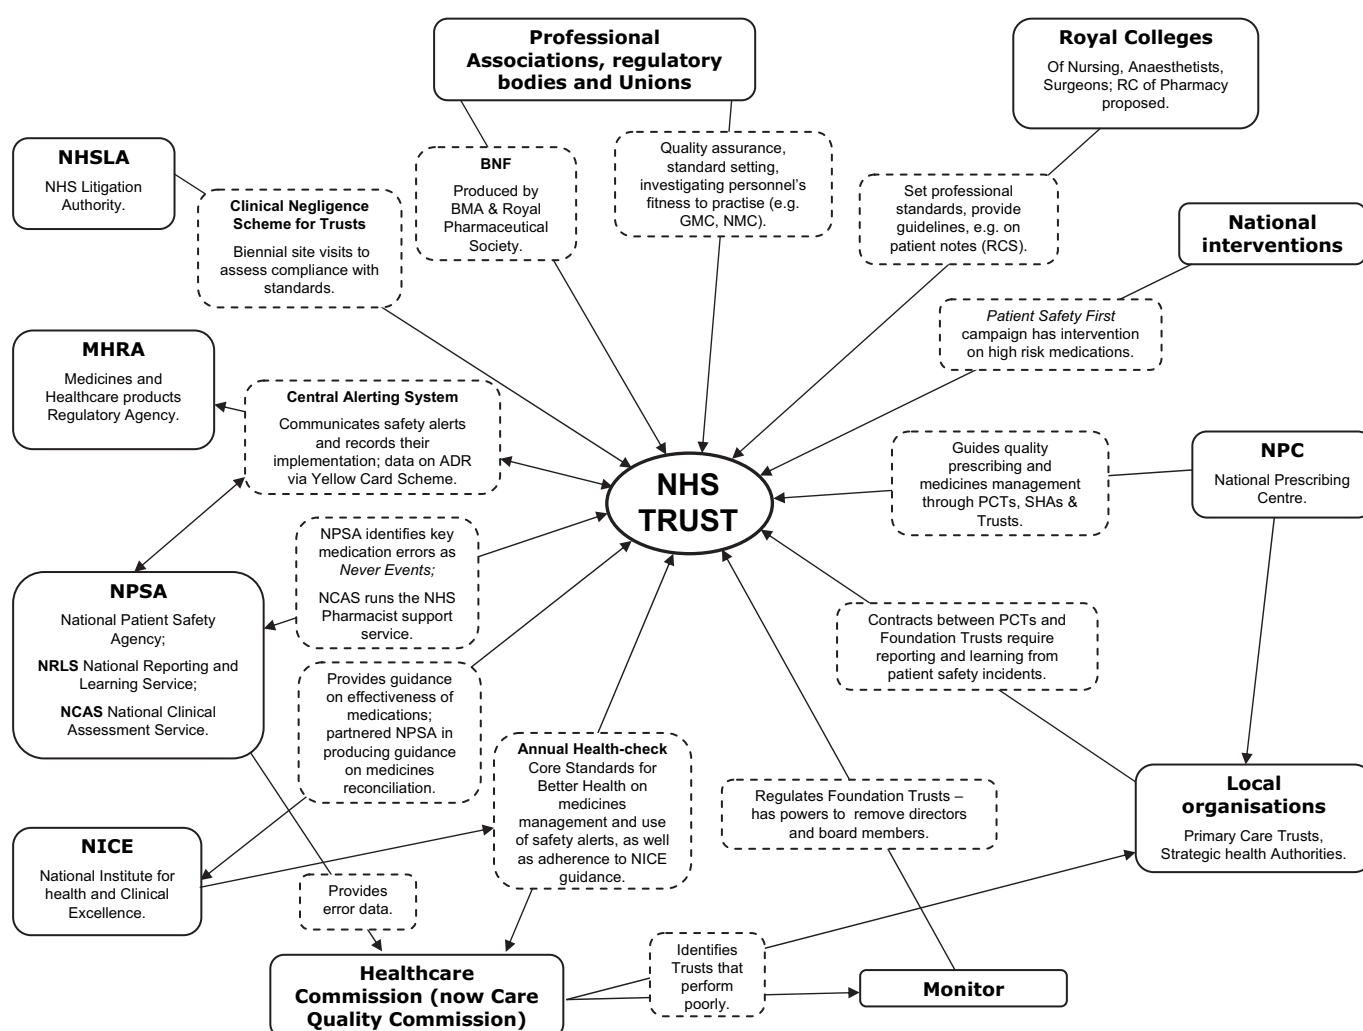 Professional
Associations, regulatory
bodies and Unions
Royal Colleges
Of Nursing, Anaesthetists,
Surgeons; RC of Pharmacy
proposed.
NHSLA
NHS Litigation
Authority.
Clinical Negligence
Scheme for Trusts
Biennial site visits to
assess compliance with
standards.
BNF
Produced by
BMA & Royal
Pharmaceutical
Society.
Quality assurance,
standard setting,
investigating personnel's
fitness to practise (e.g.
GMC, NMC).
Set professional
standards, provide
guidelines, e.g. on
patient notes (RCS).
National
interventions
Patient Safety First
campaign has intervention
on high risk medications.
MHRA
Medicines and
Healthcare products
Regulatory Agency.
Central Alerting System
Communicates safety alerts
and records their
implementation; data on ADR
via Yellow Card Scheme.
NHS
TRUST
Guides quality
prescribing and
medicines management
through PCTs, SHAs &
Trusts.
NPC
National Prescribing
Centre.
NPSA identifies key
medication errors as
Never Events;
NCAS runs the NHS
Pharmacist support
service.
NPSA
National Patient Safety
Agency;
NRLS National Reporting and
Learning Service;
NCAS National Clinical
Assessment Service.
Contracts between PCTs and
Foundation Trusts require
reporting and learning from
patient safety incidents.
Provides guidance
on effectiveness of
medications;
partnered NPSA in
producing guidance
on medicines
reconciliation.
Annual Health-check
Core Standards for
Better Health on
medicines
management and use
of safety alerts, as well
as adherence to NICE
guidance.
Regulates Foundation Trusts –
has powers to remove directors
and board members.
Local
organisations
Primary Care Trusts,
Strategic health Authorities.
NICE
National Institute for
health and Clinical
Excellence.
Provides
error data.
Healthcare
Commission (now Care
Quality Commission)
Identifies
Trusts that
perform
poorly.
Monitor